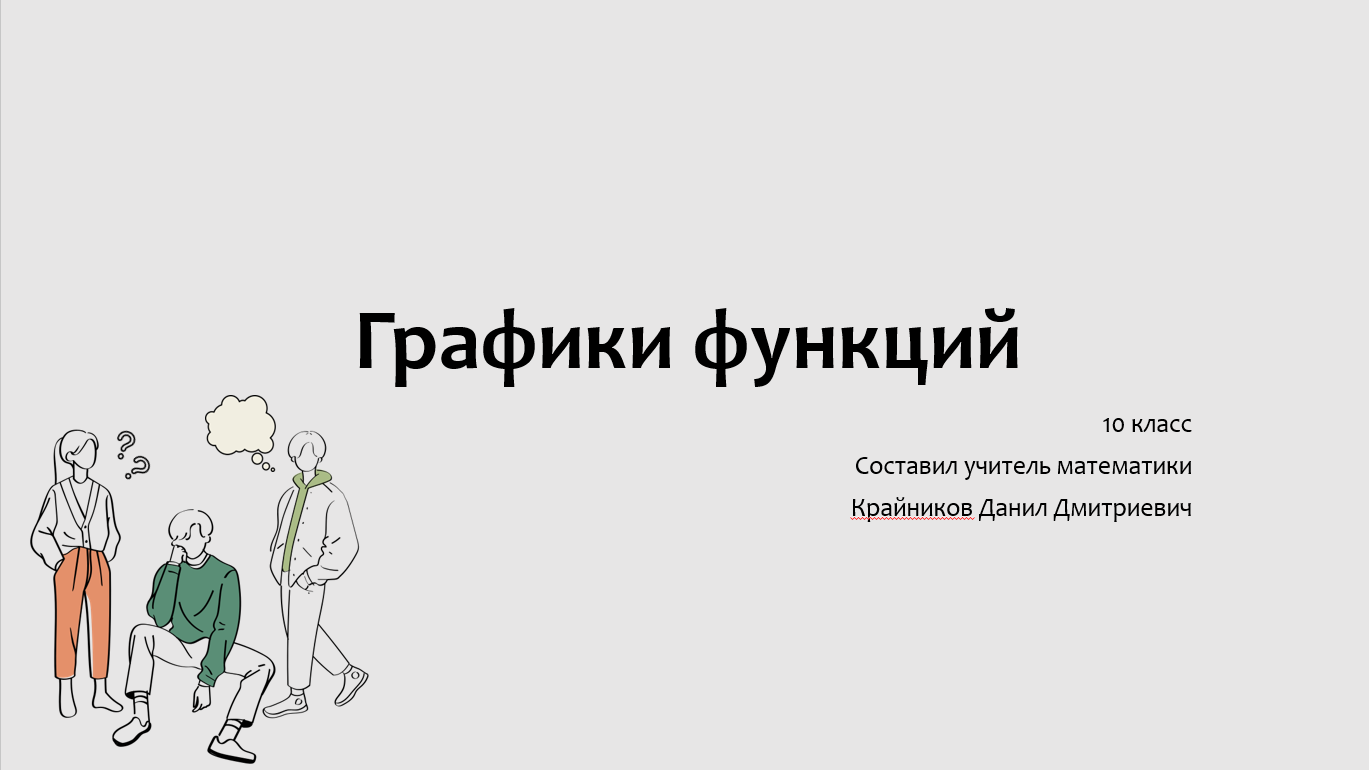 Графики функций
10 класс
Составил учитель математики
Крайников Данил Дмитриевич